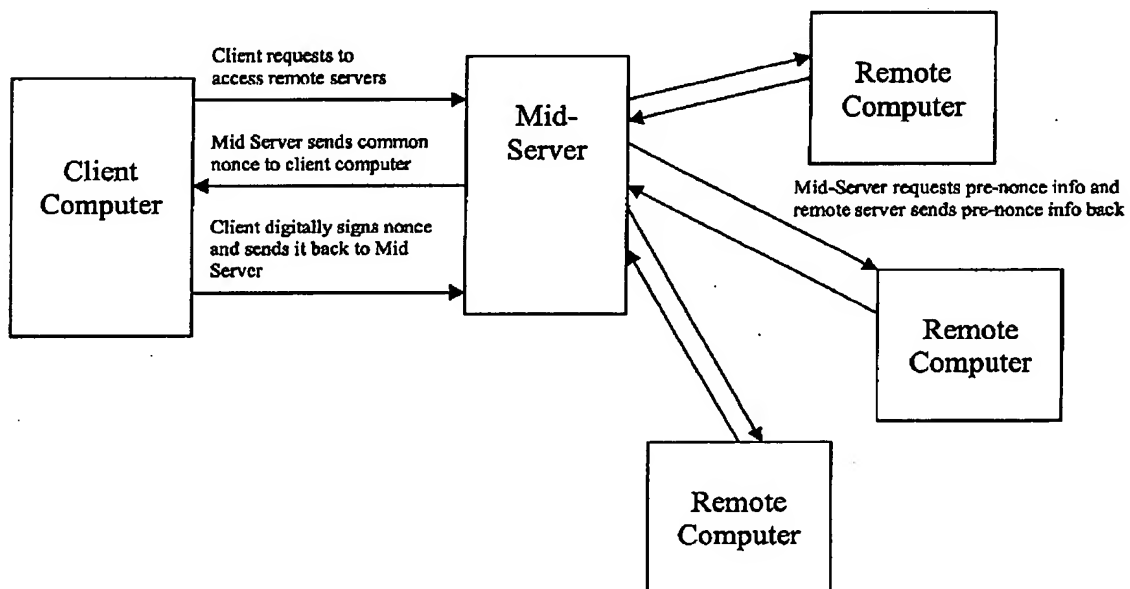 Client requests to
access remote servers
Mid Server sends common
nonce to client computer
Client digitally signs nonce
and sends it back to Mid
Server
Client
Computer
Mid-
Server
Remote
Computer
Mid-Server requests pre-nonce info and
remote server sends pre-nonce info back
Remote
Computer
Remote
Computer